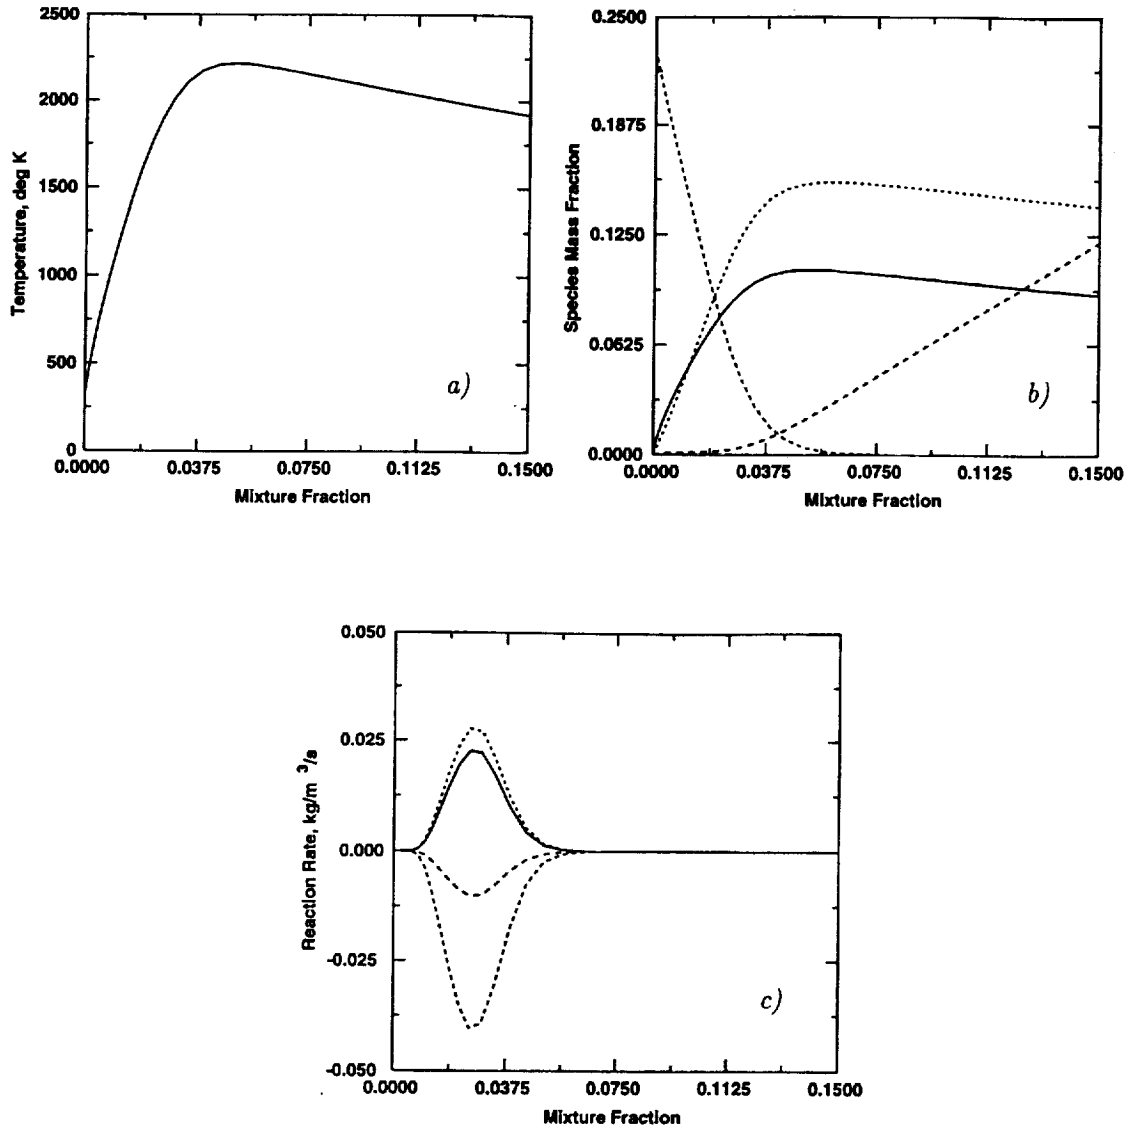 2500
2000
1500
1000
500
0
Temperature, deg K
a)
0.0000 0.0375 0.0750 0.1125 0.1500
Mixture Fraction
0.2500
0.1875
0.1250
0.0625
0.0000
Species Mass Fraction
b)
0.0000 0.0375 0.0750 0.1125 0.1500
Mixture Fraction
0.050
0.025
0.000
-0.025
-0.050
Reaction Rate, kg/m ³/s
c)
0.0000 0.0375 0.0750 0.1125 0.1500
Mixture Fraction